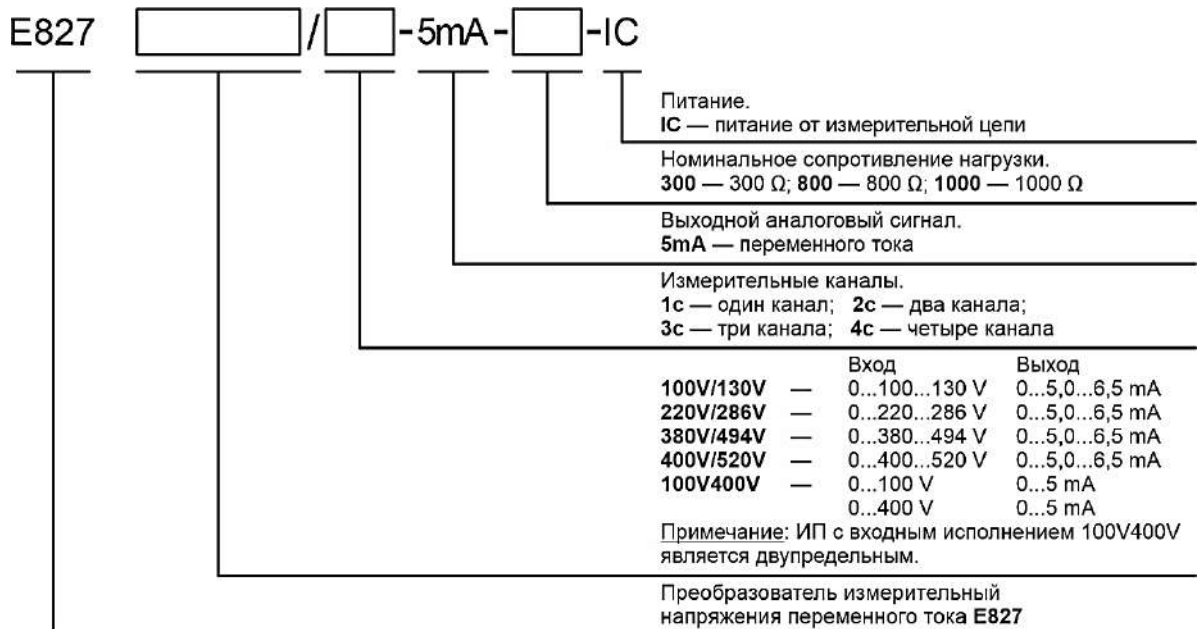 E827 / -5mA- -IC
Питание.
IC — питание от измерительной цепи
Номинальное сопротивление нагрузки.
300 — 300 Ω; 800 — 800 Ω; 1000 — 1000 Ω
Выходной аналоговый сигнал.
5mA — переменного тока
Измерительные каналы.
1c — один канал; 2c — два канала;
3c — три канала; 4c — четыре канала
Вход Выход
100V/130V — 0...100...130 V 0...5,0...6,5 mA
220V/286V — 0...220...286 V 0...5,0...6,5 mA
380V/494V — 0...380...494 V 0...5,0...6,5 mA
400V/520V — 0...400...520 V 0...5,0...6,5 mA
100V400V — 0...100 V 0...5 mA
0...400 V 0...5 mA
Примечание: ИП с входным исполнением 100V400V
является двупредельным.
Преобразователь измерительный
напряжения переменного тока E827